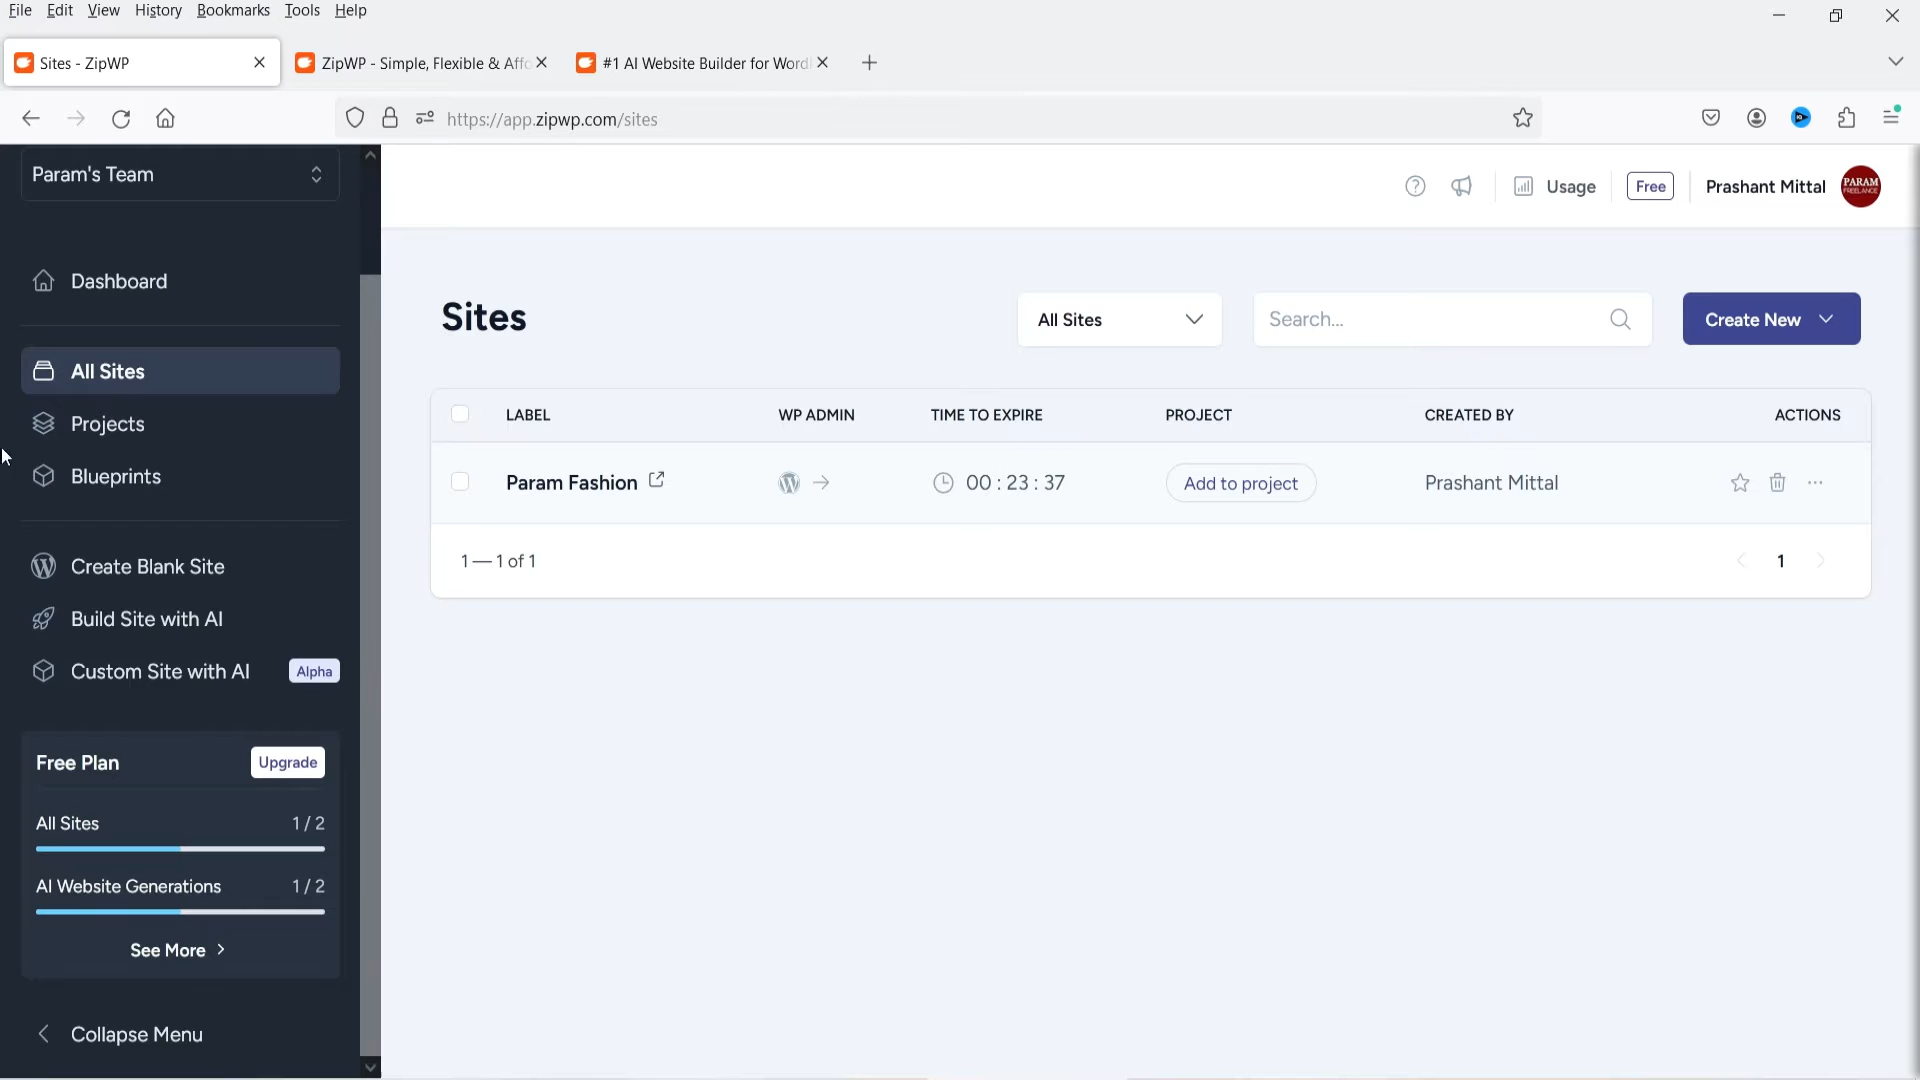 File Edit View History Bookmarks Tools Help
Sites - ZipWP
ZipWP - Simple, Flexible & Affo
#1 AI Website Builder for Word
https://app.zipwp.com/sites
Param's Team
Usage
Free
Prashant Mittal
PARAM
FREELANCE
Dashboard
All Sites
Projects
Blueprints
Create Blank Site
Build Site with AI
Custom Site with AI
Alpha
Free Plan
Upgrade
All Sites 1 / 2
AI Website Generations 1 / 2
See More
Collapse Menu
Sites
All Sites
Search...
Create New
LABEL WP ADMIN TIME TO EXPIRE PROJECT CREATED BY ACTIONS
Param Fashion 00 : 23 : 37 Add to project Prashant Mittal
1 — 1 of 1
1